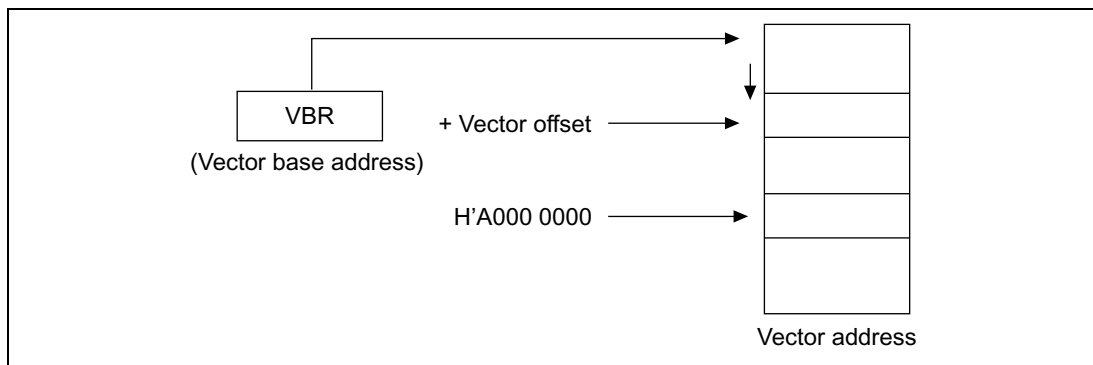 VBR
(Vector base address)
+ Vector offset
H’A000 0000
Vector address